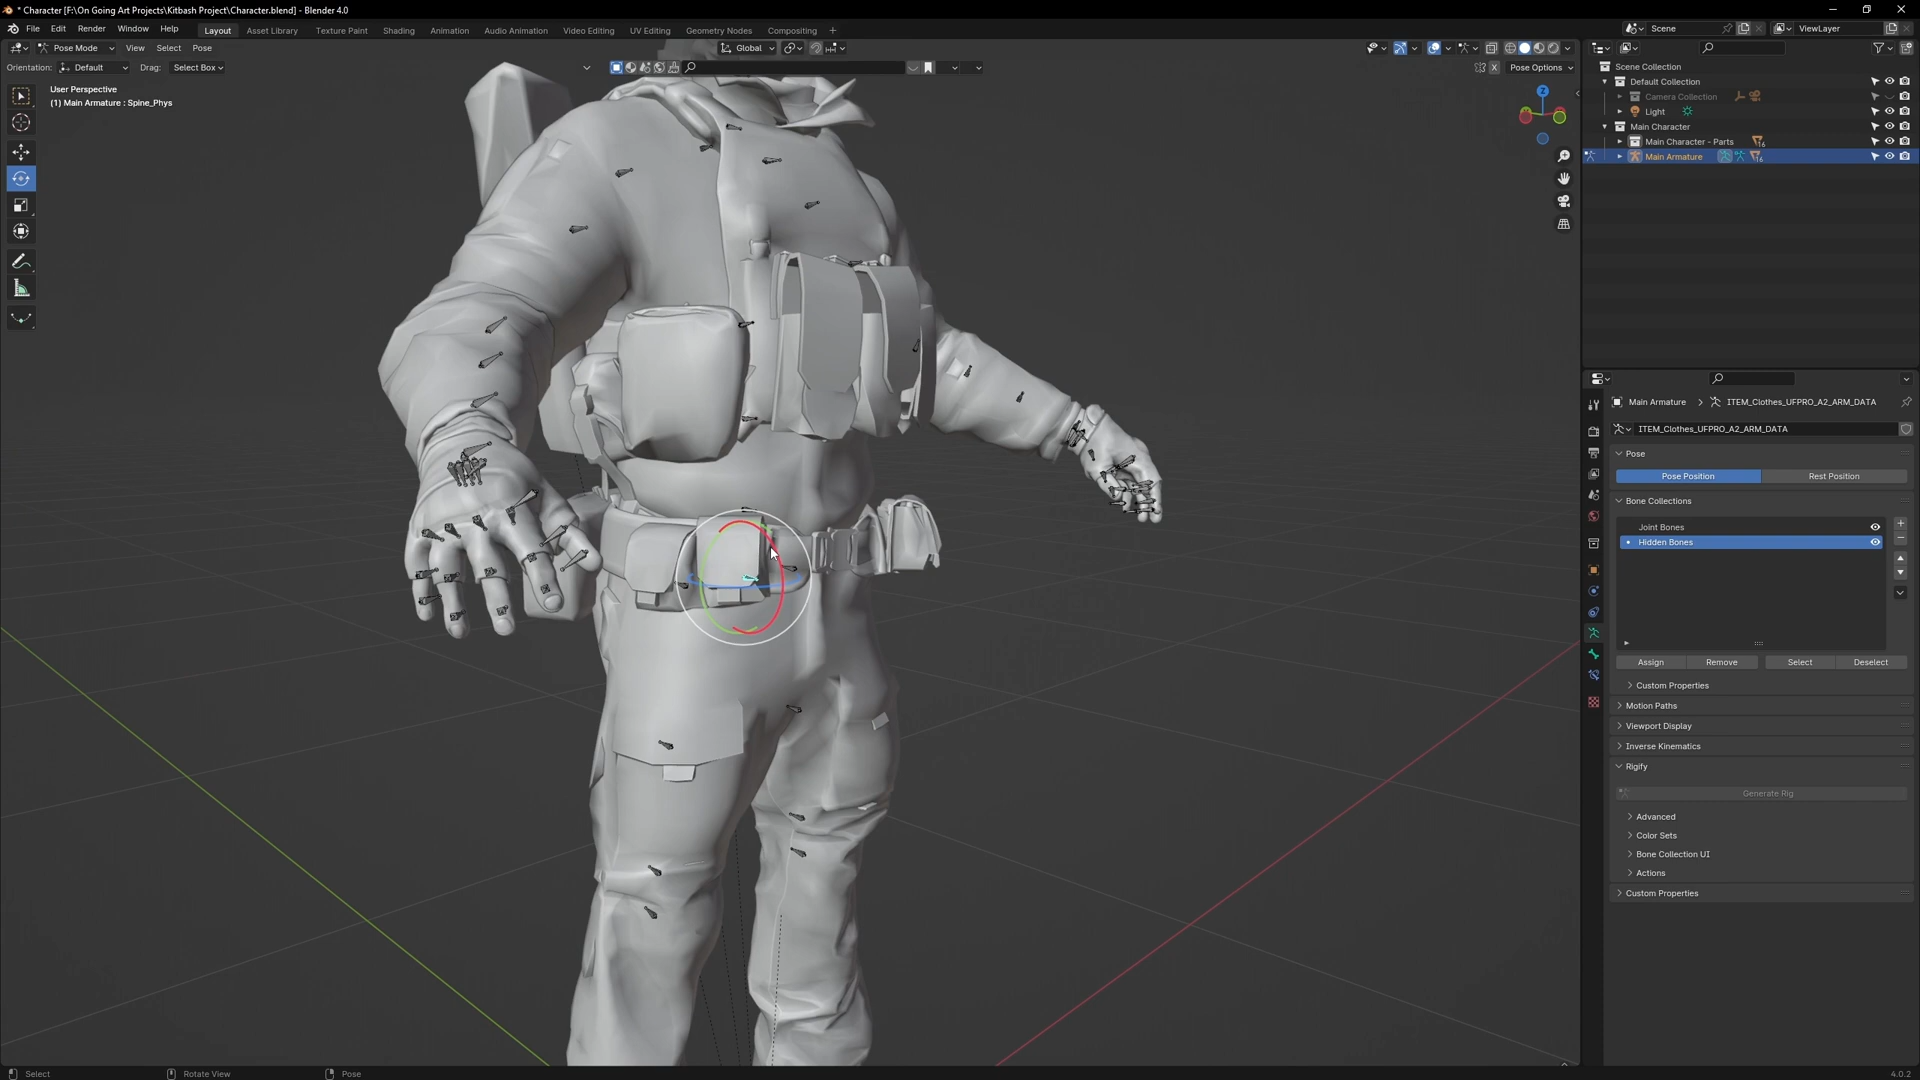 * Character [F:\On Going Art Projects\Kitbash Project\Character.blend] - Blender 4.0
File Edit Render Window Help Layout Asset Library Texture Paint Shading Animation Audio Animation Video Editing UV Editing Geometry Nodes Compositing + Scene ViewLayer
Pose Mode View Select Pose Global
Orientation: Default Drag: Select Box Pose Options
User Perspective
(1) Main Armature : Spine_Phys
Z
Scene Collection
Default Collection
Camera Collection
Light
Main Character
Main Character - Parts 16
Main Armature 16
Main Armature > ITEM_Clothes_UFPRO_A2_ARM_DATA
ITEM_Clothes_UFPRO_A2_ARM_DATA
Pose
Pose Position Rest Position
Bone Collections
Joint Bones
Hidden Bones
Assign Remove Select Deselect
Custom Properties
Motion Paths
Viewport Display
Inverse Kinematics
Rigify
Generate Rig
Advanced
Color Sets
Bone Collection UI
Actions
Custom Properties
Select Rotate View Pose 4.0.2